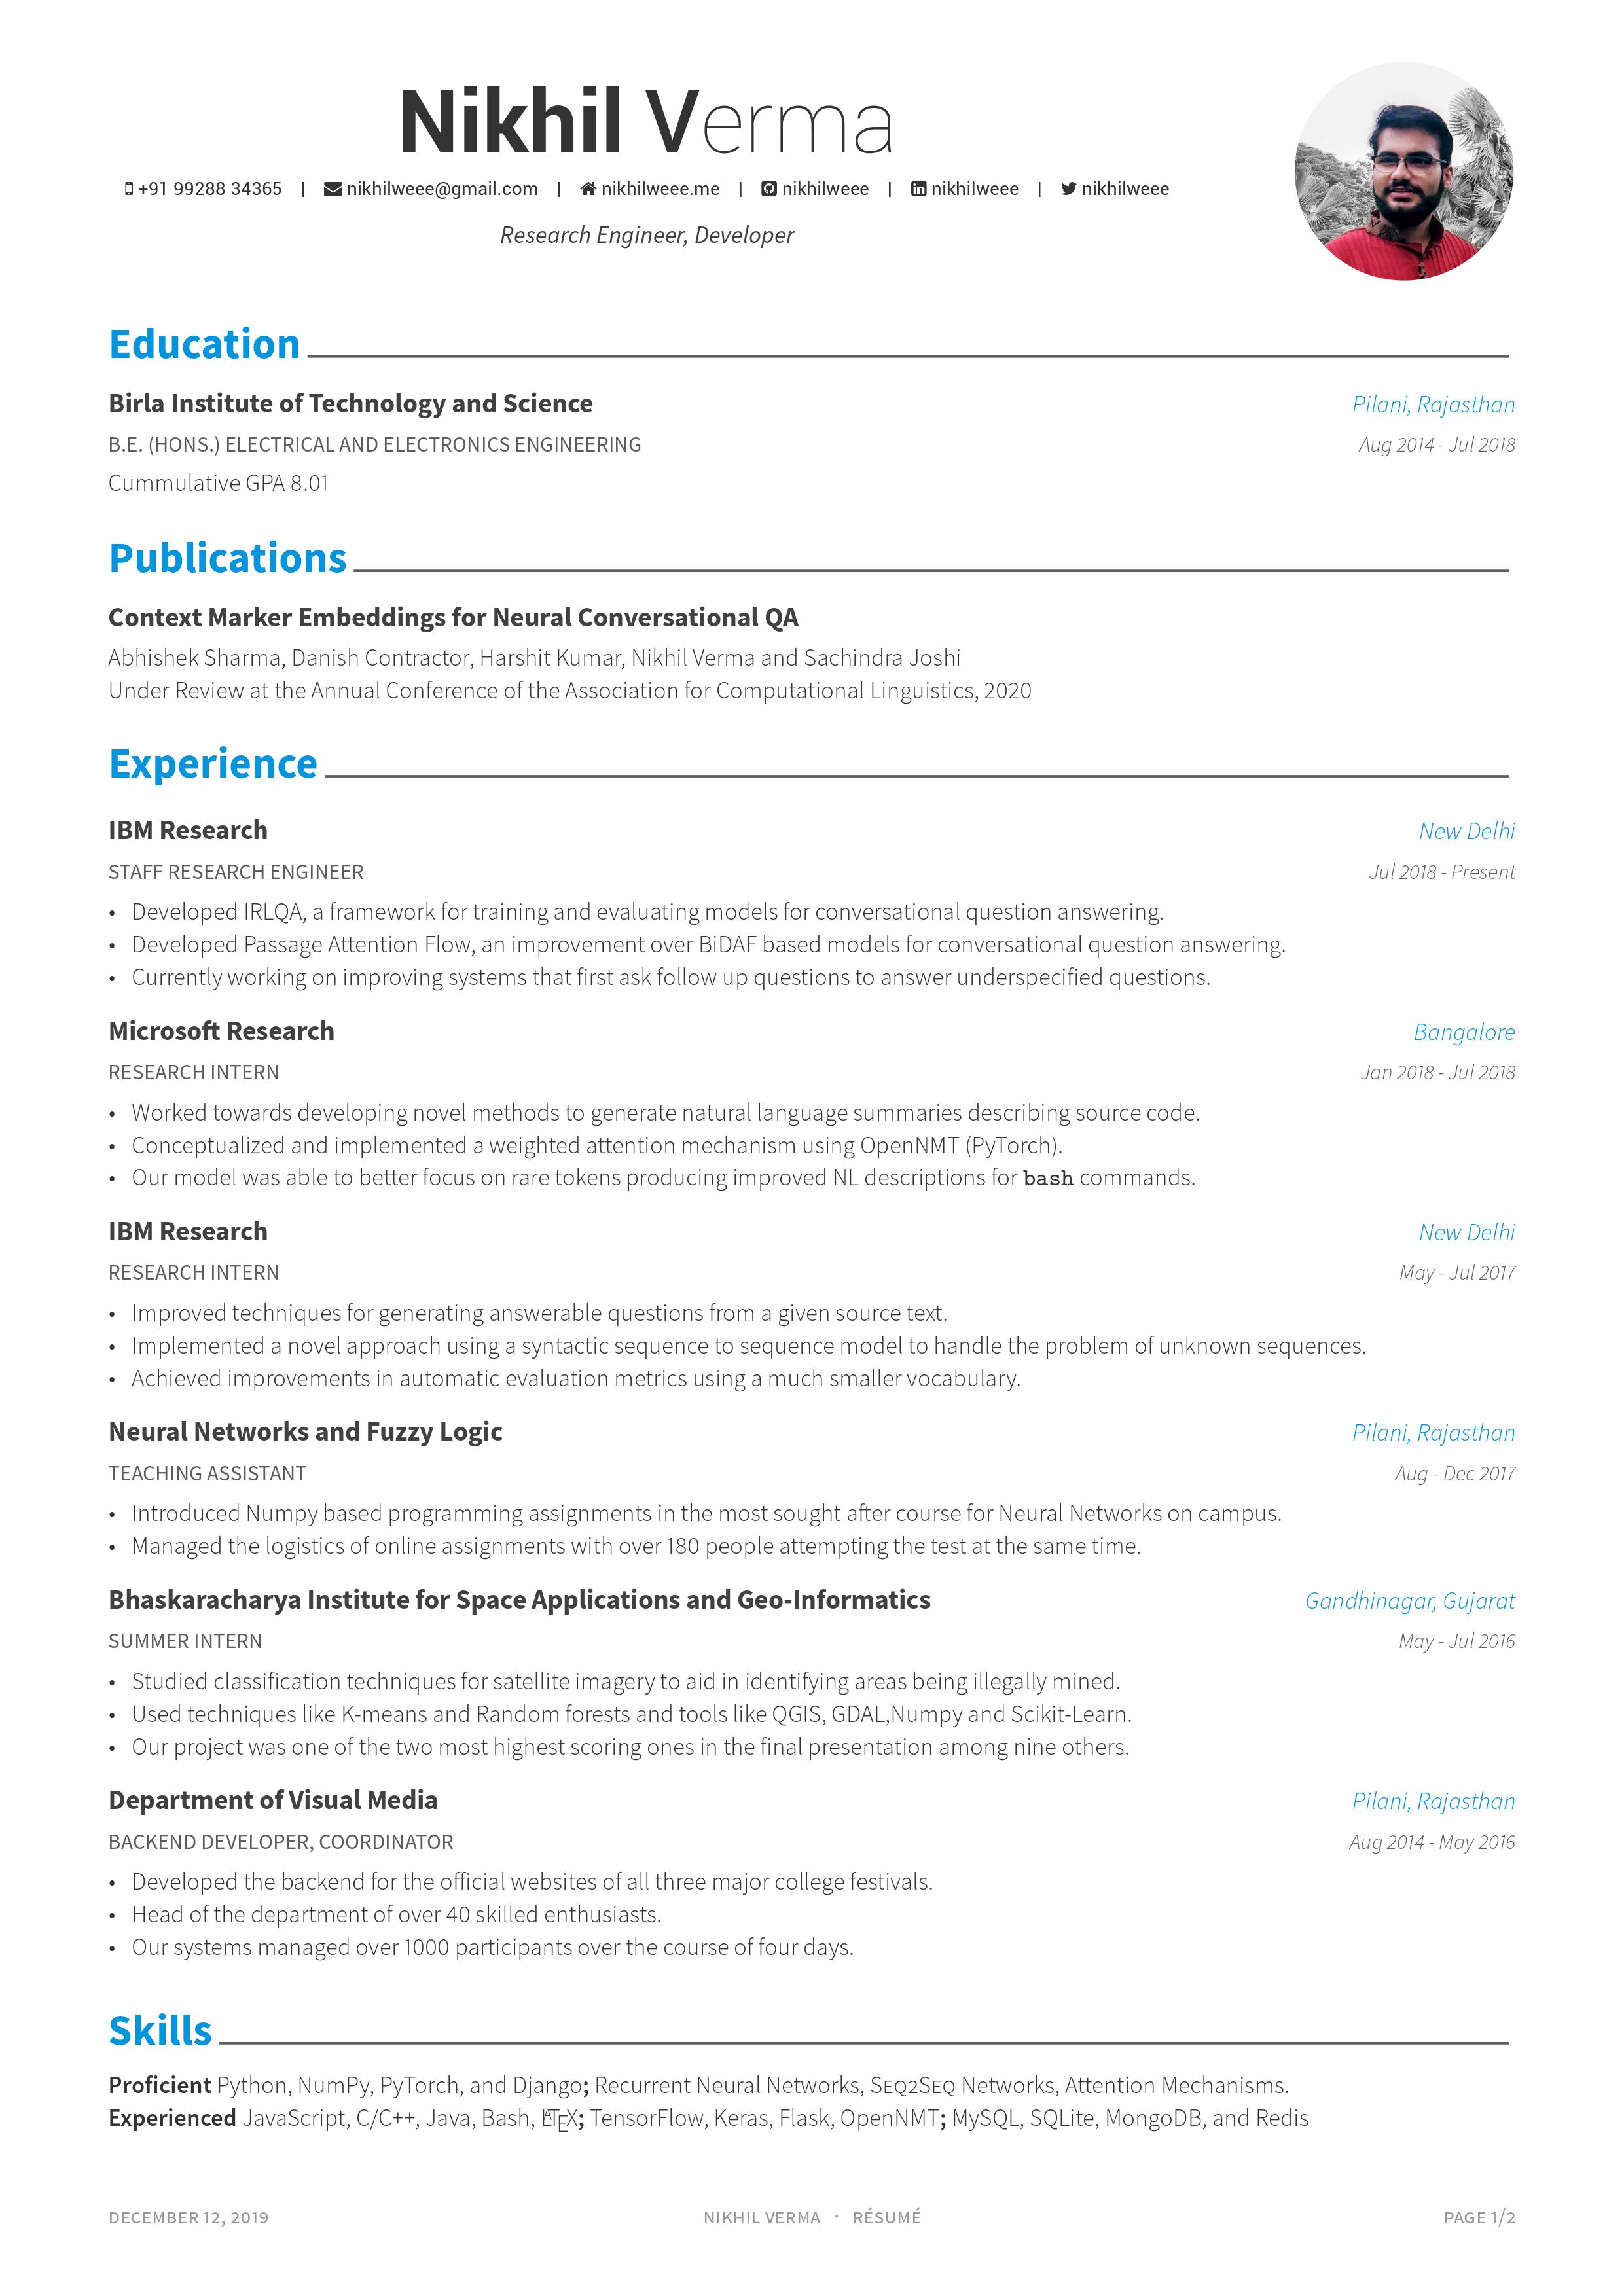 Nikhil Verma
+91 99288 34365 | nikhilweee@gmail.com | nikhilweee.me | nikhilweee | nikhilweee | nikhilweee
Research Engineer, Developer
Education
Birla Institute of Technology and Science Pilani, Rajasthan
B.E. (HONS.) ELECTRICAL AND ELECTRONICS ENGINEERING Aug 2014 - Jul 2018
Cummulative GPA 8.01
Publications
Context Marker Embeddings for Neural Conversational QA
Abhishek Sharma, Danish Contractor, Harshit Kumar, Nikhil Verma and Sachindra Joshi
Under Review at the Annual Conference of the Association for Computational Linguistics, 2020
Experience
IBM Research New Delhi
STAFF RESEARCH ENGINEER Jul 2018 - Present
• Developed IRLQA, a framework for training and evaluating models for conversational question answering.
• Developed Passage Attention Flow, an improvement over BiDAF based models for conversational question answering.
• Currently working on improving systems that first ask follow up questions to answer underspecified questions.
Microsoft Research Bangalore
RESEARCH INTERN Jan 2018 - Jul 2018
• Worked towards developing novel methods to generate natural language summaries describing source code.
• Conceptualized and implemented a weighted attention mechanism using OpenNMT (PyTorch).
• Our model was able to better focus on rare tokens producing improved NL descriptions for bash commands.
IBM Research New Delhi
RESEARCH INTERN May - Jul 2017
• Improved techniques for generating answerable questions from a given source text.
• Implemented a novel approach using a syntactic sequence to sequence model to handle the problem of unknown sequences.
• Achieved improvements in automatic evaluation metrics using a much smaller vocabulary.
Neural Networks and Fuzzy Logic Pilani, Rajasthan
TEACHING ASSISTANT Aug - Dec 2017
• Introduced Numpy based programming assignments in the most sought after course for Neural Networks on campus.
• Managed the logistics of online assignments with over 180 people attempting the test at the same time.
Bhaskaracharya Institute for Space Applications and Geo-Informatics Gandhinagar, Gujarat
SUMMER INTERN May - Jul 2016
• Studied classification techniques for satellite imagery to aid in identifying areas being illegally mined.
• Used techniques like K-means and Random forests and tools like QGIS, GDAL,Numpy and Scikit-Learn.
• Our project was one of the two most highest scoring ones in the final presentation among nine others.
Department of Visual Media Pilani, Rajasthan
BACKEND DEVELOPER, COORDINATOR Aug 2014 - May 2016
• Developed the backend for the official websites of all three major college festivals.
• Head of the department of over 40 skilled enthusiasts.
• Our systems managed over 1000 participants over the course of four days.
Skills
Proficient Python, NumPy, PyTorch, and Django; Recurrent Neural Networks, SEQ2SEQ Networks, Attention Mechanisms.
Experienced JavaScript, C/C++, Java, Bash, LATEX; TensorFlow, Keras, Flask, OpenNMT; MySQL, SQLite, MongoDB, and Redis
DECEMBER 12, 2019 NIKHIL VERMA · RÉSUMÉ PAGE 1/2